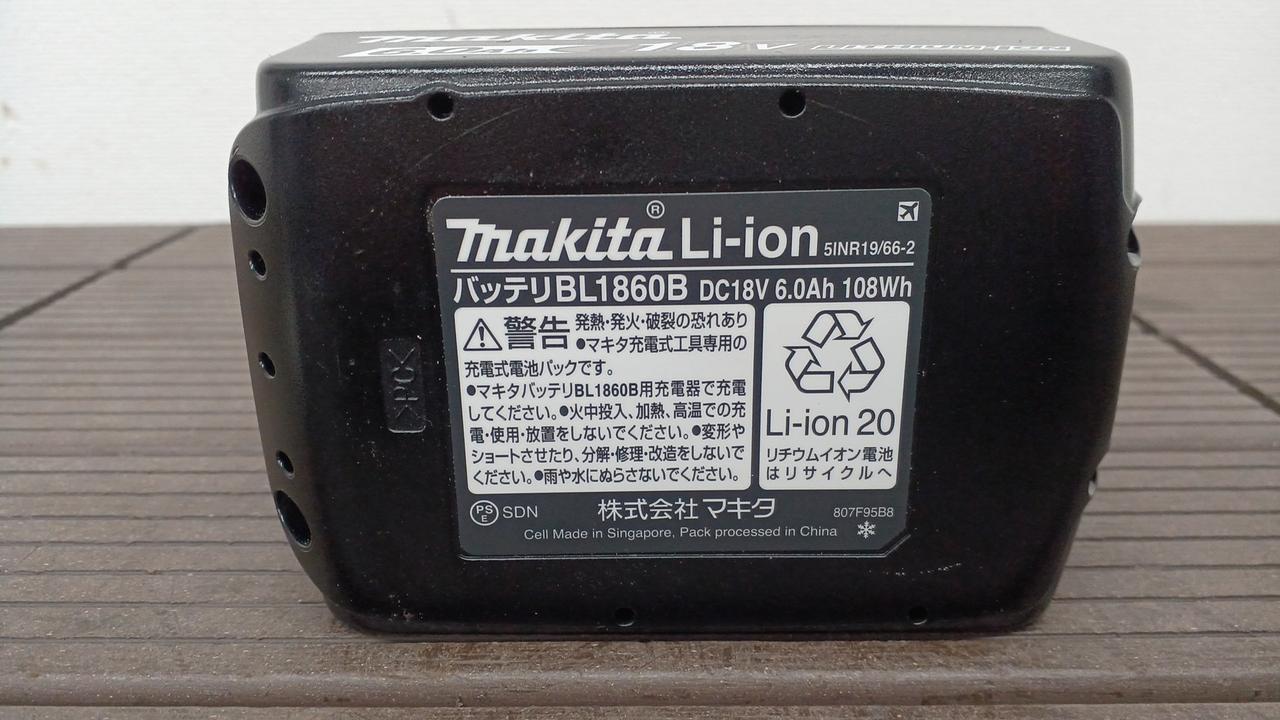 makita
18V
makita® Li-ion 5INR19/66-2
バッテリBL1860B DC18V 6.0Ah 108Wh
警告 発熱・発火・破裂の恐れあり
●マキタ充電式工具専用の
充電式電池パックです。
●マキタバッテリBL1860B用充電器で充電
してください。●火中投入、加熱、高温での充
電・使用・放置をしないでください。●変形や
ショートさせたり、分解・修理・改造をしないで
ください。●雨や水にぬらさないでください。
Li-ion 20
リチウムイオン電池
はリサイクルへ
PS
E
SDN
株式会社マキタ
807F95B8
Cell Made in Singapore, Pack processed in China